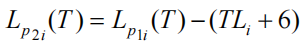 L_{p_{2i}}(T) = L_{p_{1i}}(T) − (TL_i + 6)